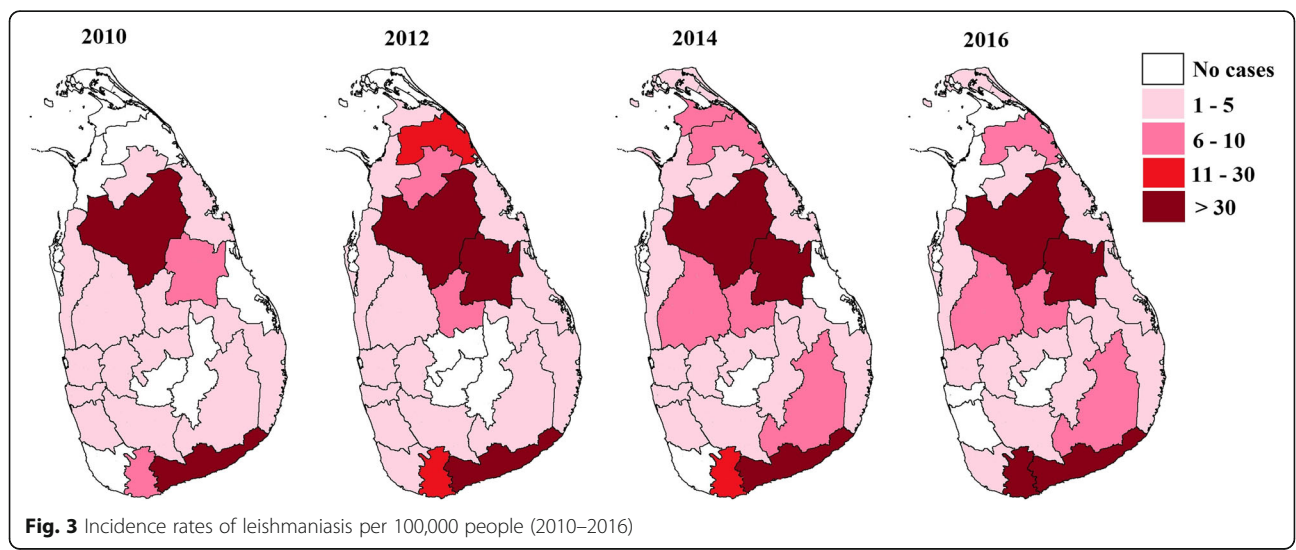 2010 2012 2014 2016
No cases
1 - 5
6 - 10
11 - 30
> 30
Fig. 3 Incidence rates of leishmaniasis per 100,000 people (2010–2016)